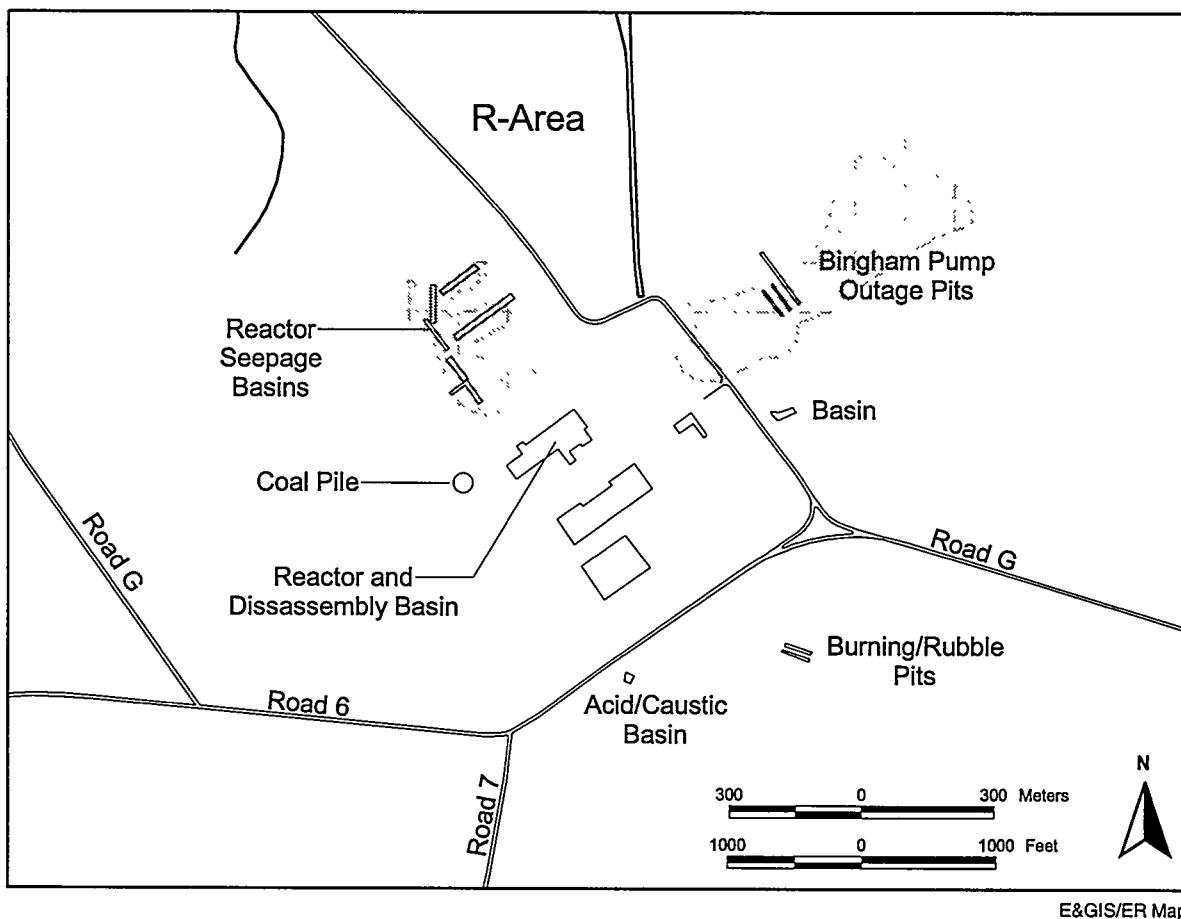 R-Area
Bingham Pump
Outage Pits
Reactor
Seepage
Basins
Basin
Coal Pile
Road G
Road G
Reactor and
Dissassembly Basin
Burning/Rubble
Pits
Road 6
Acid/Caustic
Basin
Road 7
N
300 0 300 Meters
1000 0 1000 Feet
E&GIS/ER Map